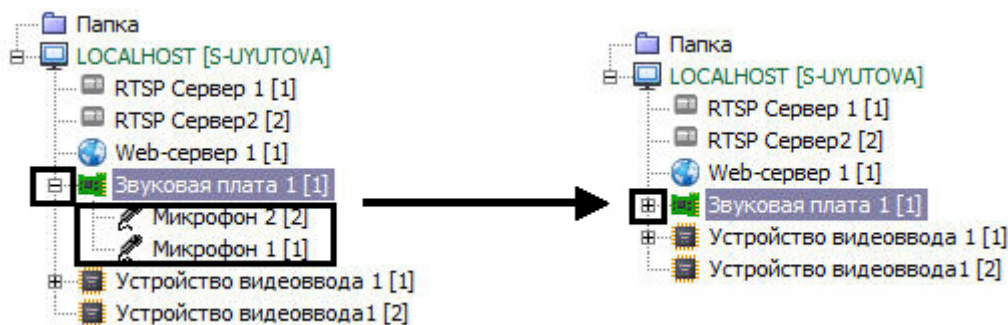 Папка
LOCALHOST [S-UYUTOVA]
RTSP Сервер 1 [1]
RTSP Сервер2 [2]
Web-сервер 1 [1]
Звуковая плата 1 [1]
Микрофон 2 [2]
Микрофон 1 [1]
Устройство видеоввода 1 [1]
Устройство видеоввода1 [2]
Папка
LOCALHOST [S-UYUTOVA]
RTSP Сервер 1 [1]
RTSP Сервер2 [2]
Web-сервер 1 [1]
Звуковая плата 1 [1]
Устройство видеоввода 1 [1]
Устройство видеоввода1 [2]